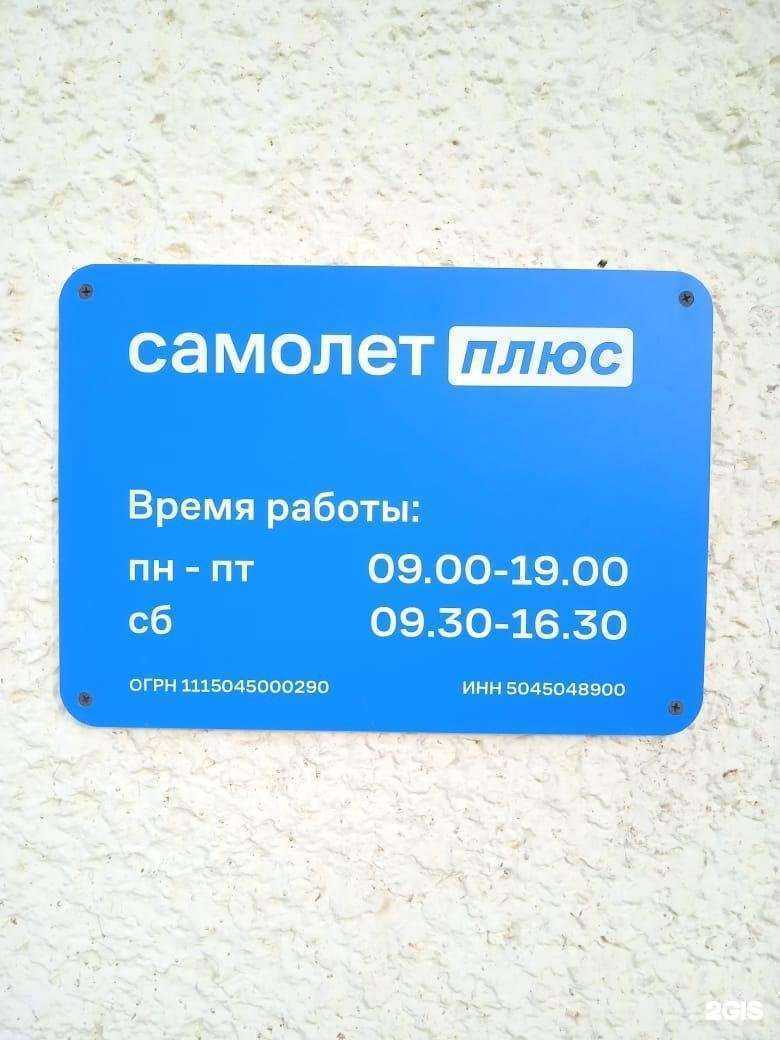 самолет плюс
Время работы:
пн - пт 09.00-19.00
сб 09.30-16.30
ОГРН 1115045000290 ИНН 5045048900
2GIS